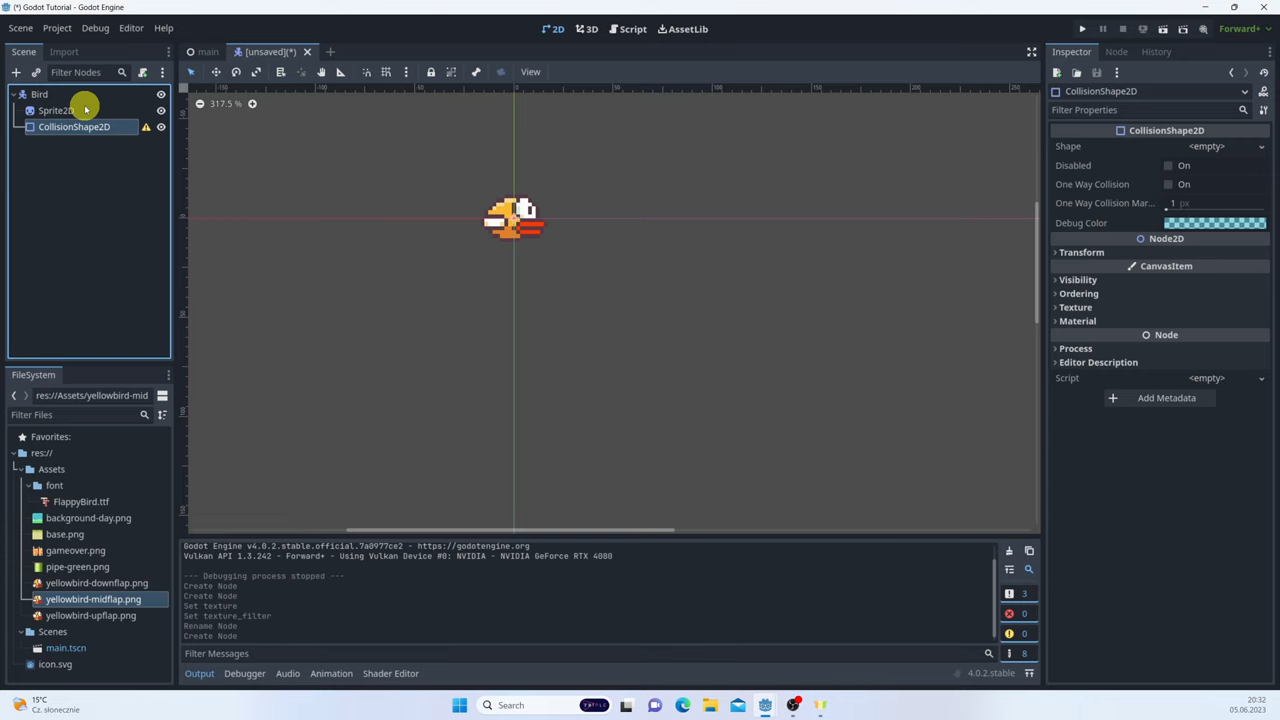 (*) Godot Tutorial - Godot Engine
Scene Project Debug Editor Help
2D 3D Script AssetLib
Forward+
Scene Import
main [unsaved](*)
Inspector Node History
Filter Nodes
View
Bird
Sprite2D
CollisionShape2D
317.5 %
CollisionShape2D
Filter Properties
CollisionShape2D
Shape <empty>
Disabled On
One Way Collision On
One Way Collision Mar... 1 px
Debug Color
Node2D
Transform
CanvasItem
Visibility
Ordering
Texture
Material
Node
Process
Editor Description
Script <empty>
Add Metadata
FileSystem
res://Assets/yellowbird-mid
Filter Files
Favorites:
res://
Assets
font
FlappyBird.ttf
background-day.png
base.png
gameover.png
pipe-green.png
yellowbird-downflap.png
yellowbird-midflap.png
yellowbird-upflap.png
Scenes
main.tscn
icon.svg
Godot Engine v4.0.2.stable.official.7a0977ce2 - https://godotengine.org
Vulkan API 1.3.242 - Forward+ - Using Vulkan Device #0: NVIDIA - NVIDIA GeForce RTX 4080
--- Debugging process stopped ---
Create Node
Create Node
Set texture
Set texture_filter
Rename Node
Create Node
3
0
0
8
Filter Messages
Output Debugger Audio Animation Shader Editor
4.0.2.stable
15°C
Cz. słonecznie
Search
20:32
05.06.2023